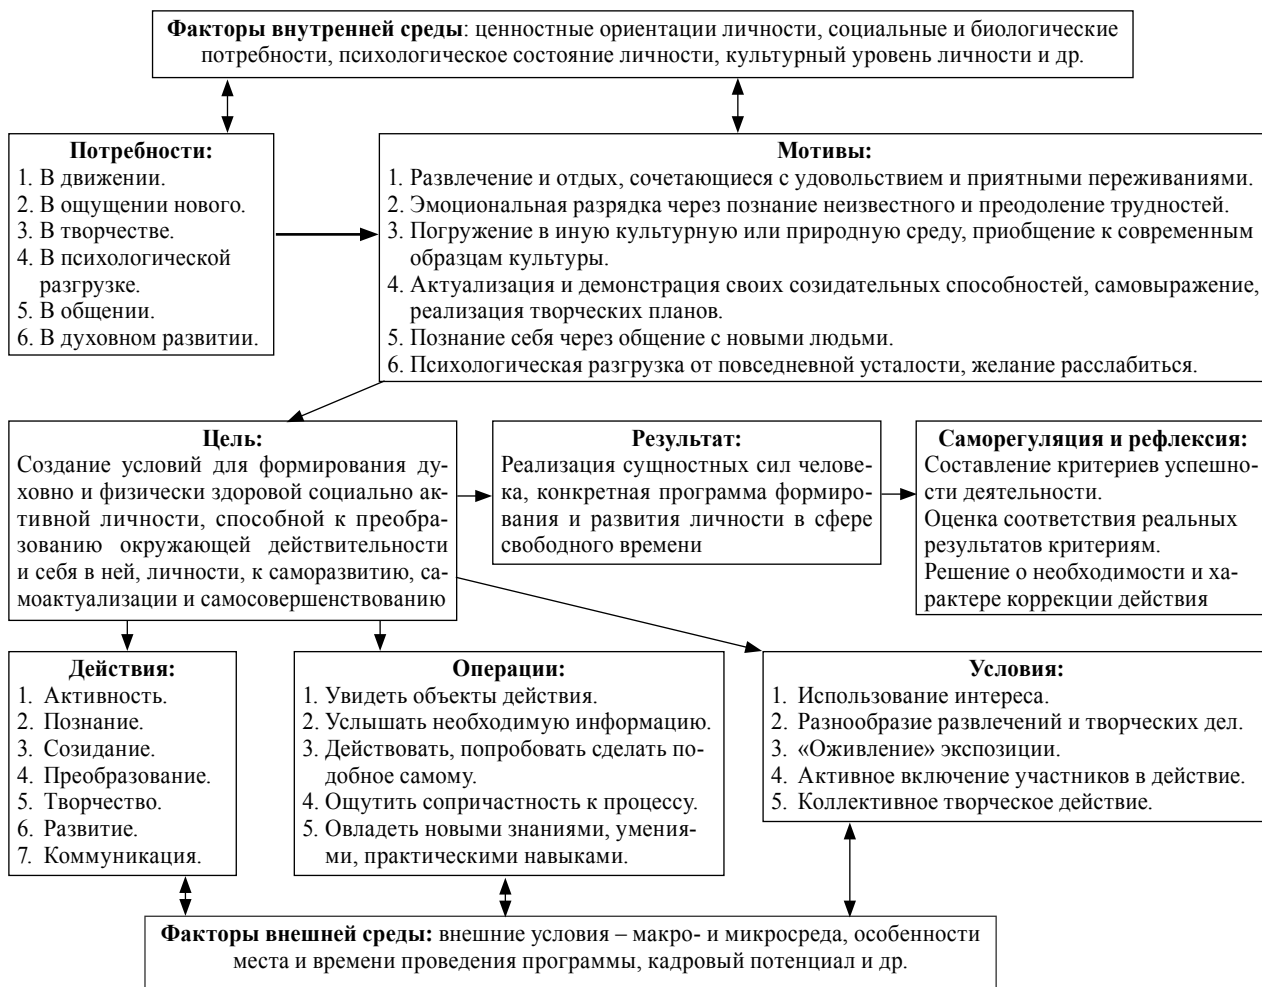 Факторы внутренней среды: ценностные ориентации личности, социальные и биологические
потребности, психологическое состояние личности, культурный уровень личности и др.
Потребности:
1. В движении.
2. В ощущении нового.
3. В творчестве.
4. В психологической
разгрузке.
5. В общении.
6. В духовном развитии.
Мотивы:
1. Развлечение и отдых, сочетающиеся с удовольствием и приятными переживаниями.
2. Эмоциональная разрядка через познание неизвестного и преодоление трудностей.
3. Погружение в иную культурную или природную среду, приобщение к современным
образцам культуры.
4. Актуализация и демонстрация своих созидательных способностей, самовыражение,
реализация творческих планов.
5. Познание себя через общение с новыми людьми.
6. Психологическая разгрузка от повседневной усталости, желание расслабиться.
Цель:
Создание условий для формирования ду-
ховно и физически здоровой социально ак-
тивной личности, способной к преобра-
зованию окружающей действительности
и себя в ней, личности, к саморазвитию, са-
моактуализации и самосовершенствованию
Результат:
Реализация сущностных сил челове-
ка, конкретная программа формиро-
вания и развития личности в сфере
свободного времени
Саморегуляция и рефлексия:
Составление критериев успешно-
сти деятельности.
Оценка соответствия реальных
результатов критериям.
Решение о необходимости и ха-
рактере коррекции действия
Действия:
1. Активность.
2. Познание.
3. Созидание.
4. Преобразование.
5. Творчество.
6. Развитие.
7. Коммуникация.
Операции:
1. Увидеть объекты действия.
2. Услышать необходимую информацию.
3. Действовать, попробовать сделать по-
добное самому.
4. Ощутить сопричастность к процессу.
5. Овладеть новыми знаниями, умения-
ми, практическими навыками.
Условия:
1. Использование интереса.
2. Разнообразие развлечений и творческих дел.
3. «Оживление» экспозиции.
4. Активное включение участников в действие.
5. Коллективное творческое действие.
Факторы внешней среды: внешние условия – макро- и микросреда, особенности
места и времени проведения программы, кадровый потенциал и др.